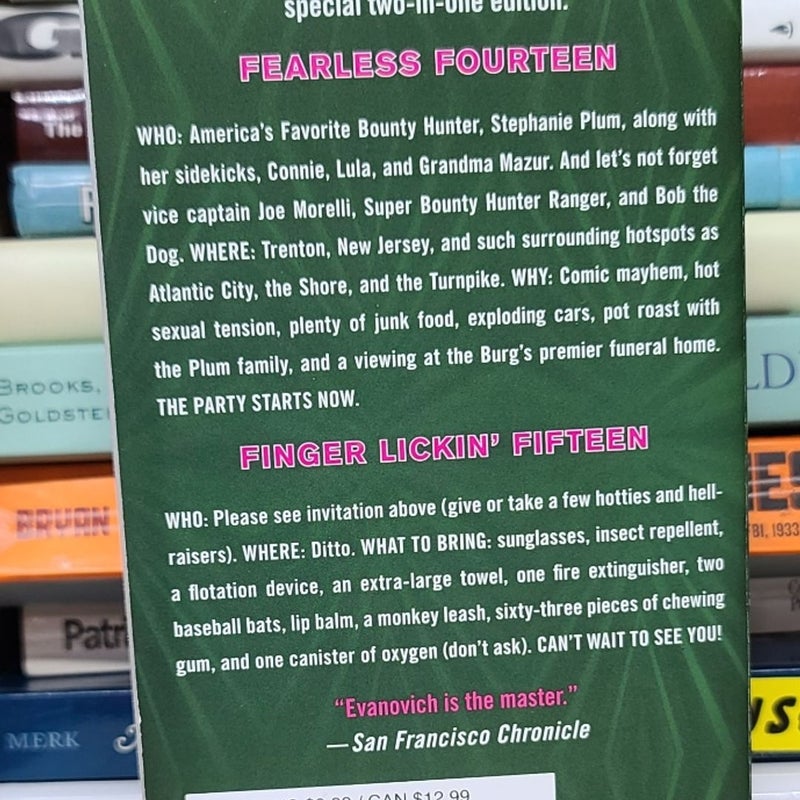 special two-in-one edition.
FEARLESS FOURTEEN
WHO: America's Favorite Bounty Hunter, Stephanie Plum, along with
her sidekicks, Connie, Lula, and Grandma Mazur. And let's not forget
vice captain Joe Morelli, Super Bounty Hunter Ranger, and Bob the
Dog. WHERE: Trenton, New Jersey, and such surrounding hotspots as
Atlantic City, the Shore, and the Turnpike. WHY: Comic mayhem, hot
sexual tension, plenty of junk food, exploding cars, pot roast with
the Plum family, and a viewing at the Burg's premier funeral home.
THE PARTY STARTS NOW.
FINGER LICKIN' FIFTEEN
WHO: Please see invitation above (give or take a few hotties and hell-
raisers). WHERE: Ditto. WHAT TO BRING: sunglasses, insect repellent,
a flotation device, an extra-large towel, one fire extinguisher, two
baseball bats, lip balm, a monkey leash, sixty-three pieces of chewing
gum, and one canister of oxygen (don't ask). CAN'T WAIT TO SEE YOU!
"Evanovich is the master."
—San Francisco Chronicle
CAN $12.99
The
BROOKS,
GOLDSTE
BRYAN
Patri
MERK
LD
ES
FBI, 1933